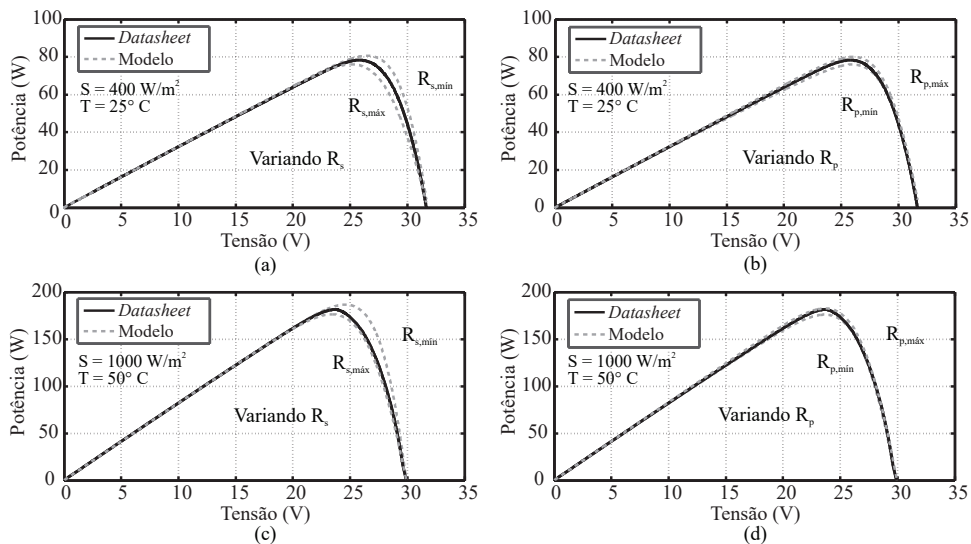 100
80
60
40
20
0
Potência (W)
Datasheet
Modelo
S = 400 W/m²
T = 25° C
R_s,mín
R_s,máx
Variando R_s
0 5 10 15 20 25 30 35
Tensão (V)
(a)
100
80
60
40
20
0
Potência (W)
Datasheet
Modelo
S = 400 W/m²
T = 25° C
R_p,máx
R_p,mín
Variando R_p
0 5 10 15 20 25 30 35
Tensão (V)
(b)
200
150
100
50
0
Potência (W)
Datasheet
Modelo
S = 1000 W/m²
T = 50° C
R_s,mín
R_s,máx
Variando R_s
0 5 10 15 20 25 30 35
Tensão (V)
(c)
200
150
100
50
0
Potência (W)
Datasheet
Modelo
S = 1000 W/m²
T = 50° C
R_p,máx
R_p,mín
Variando R_p
0 5 10 15 20 25 30 35
Tensão (V)
(d)